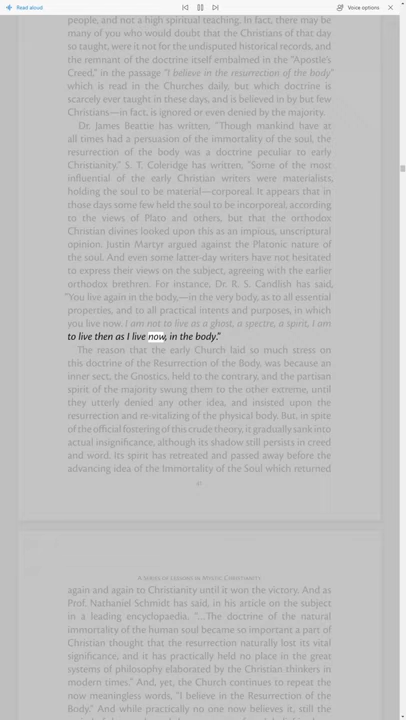 Read aloud
Voice options
people, and not a high spiritual teaching. In fact, there may be
many of you who would doubt that the Christians of that day
so taught, were it not for the undisputed historical records, and
the remnant of the doctrine itself embalmed in the "Apostle's
Creed," in the passage "I believe in the resurrection of the body"
which is read in the Churches daily, but which doctrine is
scarcely ever taught in these days, and is believed in by but few
Christians—in fact, is ignored or even denied by the majority.
Dr. James Beattie has written, "Though mankind have at
all times had a persuasion of the immortality of the soul, the
resurrection of the body was a doctrine peculiar to early
Christianity." S. T. Coleridge has written, "Some of the most
influential of the early Christian writers were materialists,
holding the soul to be material—corporeal. It appears that in
those days some few held the soul to be incorporeal, according
to the views of Plato and others, but that the orthodox
Christian divines looked upon this as an impious, unscriptural
opinion. Justin Martyr argued against the Platonic nature of
the soul. And even some latter-day writers have not hesitated
to express their views on the subject, agreeing with the earlier
orthodox brethren. For instance, Dr. R. S. Candlish has said,
"You live again in the body,—in the very body, as to all essential
properties, and to all practical intents and purposes, in which
you live now. I am not to live as a ghost, a spectre, a spirit, I am
to live then as I live now, in the body."
The reason that the early Church laid so much stress on
this doctrine of the Resurrection of the Body, was because an
inner sect, the Gnostics, held to the contrary, and the partisan
spirit of the majority swung them to the other extreme, until
they utterly denied any other idea, and insisted upon the
resurrection and re-vitalizing of the physical body. But, in spite
of the official fostering of this crude theory, it gradually sank into
actual insignificance, although its shadow still persists in creed
and word. Its spirit has retreated and passed away before the
advancing idea of the Immortality of the Soul which returned
A Series of Lessons in Mystic Christianity
again and again to Christianity until it won the victory. And as
Prof. Nathaniel Schmidt has said, in his article on the subject
in a leading encyclopaedia, "...The doctrine of the natural
immortality of the human soul became so important a part of
Christian thought that the resurrection naturally lost its vital
significance, and it has practically held no place in the great
systems of philosophy elaborated by the Christian thinkers in
modern times." And, yet, the Church continues to repeat the
now meaningless words, "I believe in the Resurrection of the
Body." And while practically no one now believes it, still the